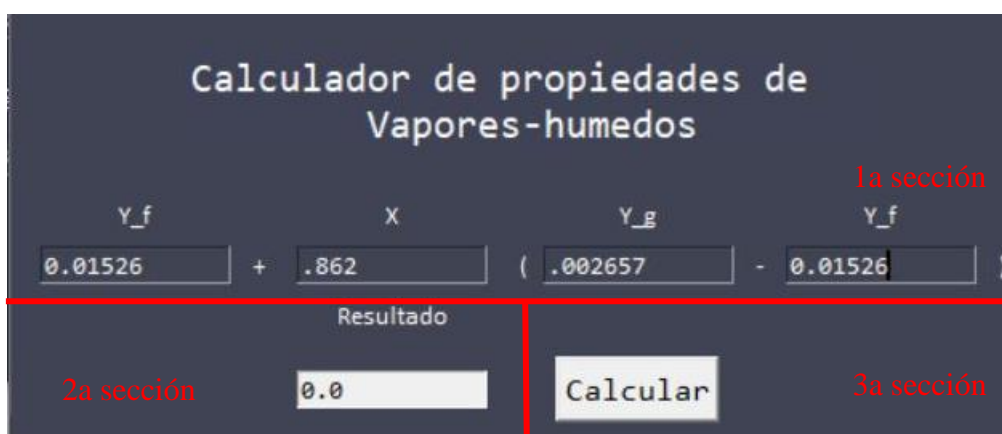 Calculador de propiedades de
Vapores-humedos
1a sección
Y_f X Y_g Y_f
0.01526 + .862 ( .002657 - 0.01526 )
Resultado
2a sección 0.0 Calcular 3a sección